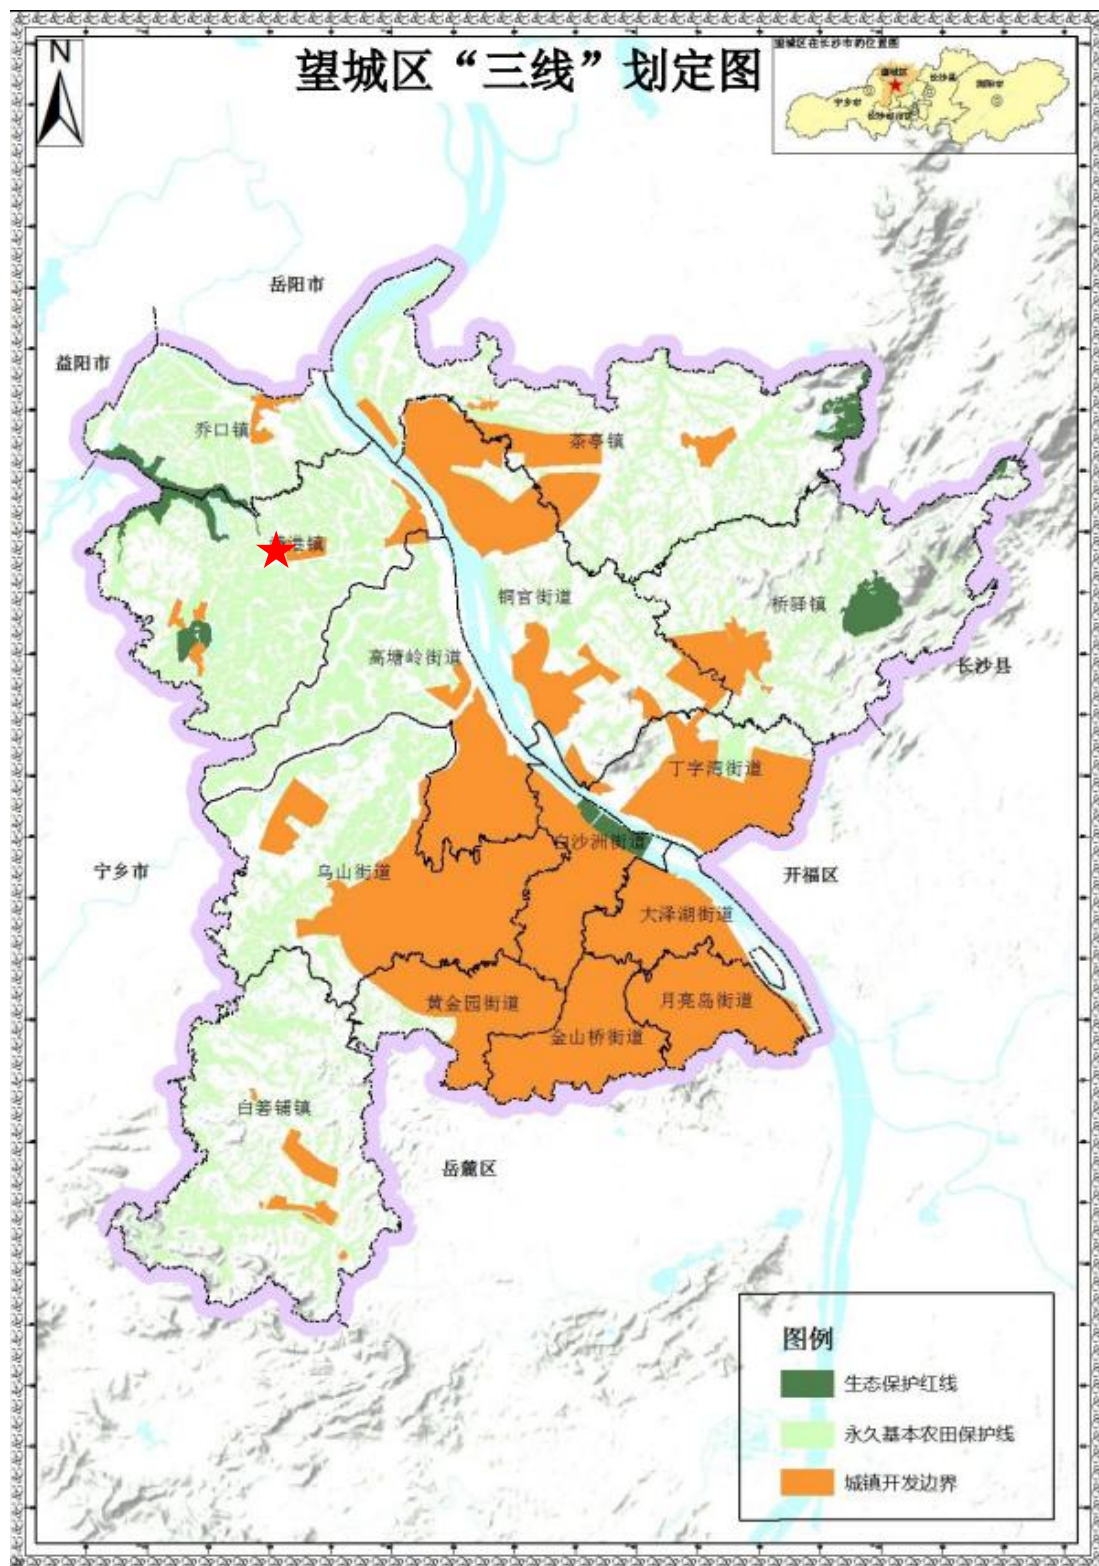 望城区“三线”划定图
N
望城区在长沙市的位置图
望城区
长沙县
浏阳市
宁乡市
岳阳市
益阳市
乔口镇
茶亭镇
港镇
铜官街道
桥驿镇
高塘岭街道
长沙县
丁字湾街道
白沙洲街道
宁乡市
乌山街道
开福区
大泽湖街道
黄金园街道
月亮岛街道
金山桥街道
白箬铺镇
岳麓区
图例
生态保护红线
永久基本农田保护线
城镇开发边界